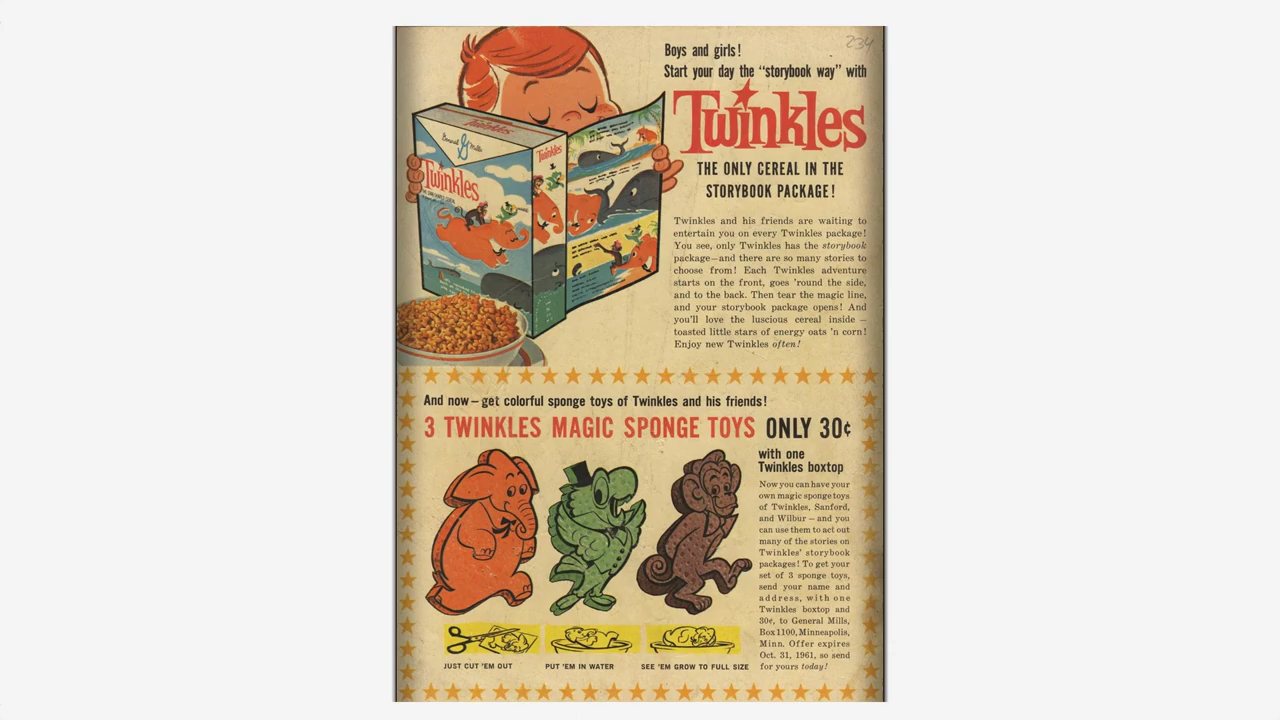 234
Boys and girls!
Start your day the "storybook way" with
Twinkles
THE ONLY CEREAL IN THE
STORYBOOK PACKAGE!
Twinkles and his friends are waiting to
entertain you on every Twinkles package!
You see, only Twinkles has the storybook
package—and there are so many stories to
choose from! Each Twinkles adventure
starts on the front, goes 'round the side,
and to the back. Then tear the magic line,
and your storybook package opens! And
you'll love the luscious cereal inside —
toasted little stars of energy oats 'n corn!
Enjoy new Twinkles often!
Twinkles
General Mills
Twinkles
Twinkles
And now—get colorful sponge toys of Twinkles and his friends!
3 TWINKLES MAGIC SPONGE TOYS ONLY 30¢
with one
Twinkles boxtop
Now you can have your
own magic sponge toys
of Twinkles, Sanford,
and Wilbur — and you
can use them to act out
many of the stories on
Twinkles' storybook
packages! To get your
set of 3 sponge toys,
send your name and
address, with one
Twinkles boxtop and
30¢, to General Mills,
Box 1100, Minneapolis,
Minn. Offer expires
Oct. 31, 1961, so send
for yours today!
JUST CUT 'EM OUT
PUT 'EM IN WATER
SEE 'EM GROW TO FULL SIZE